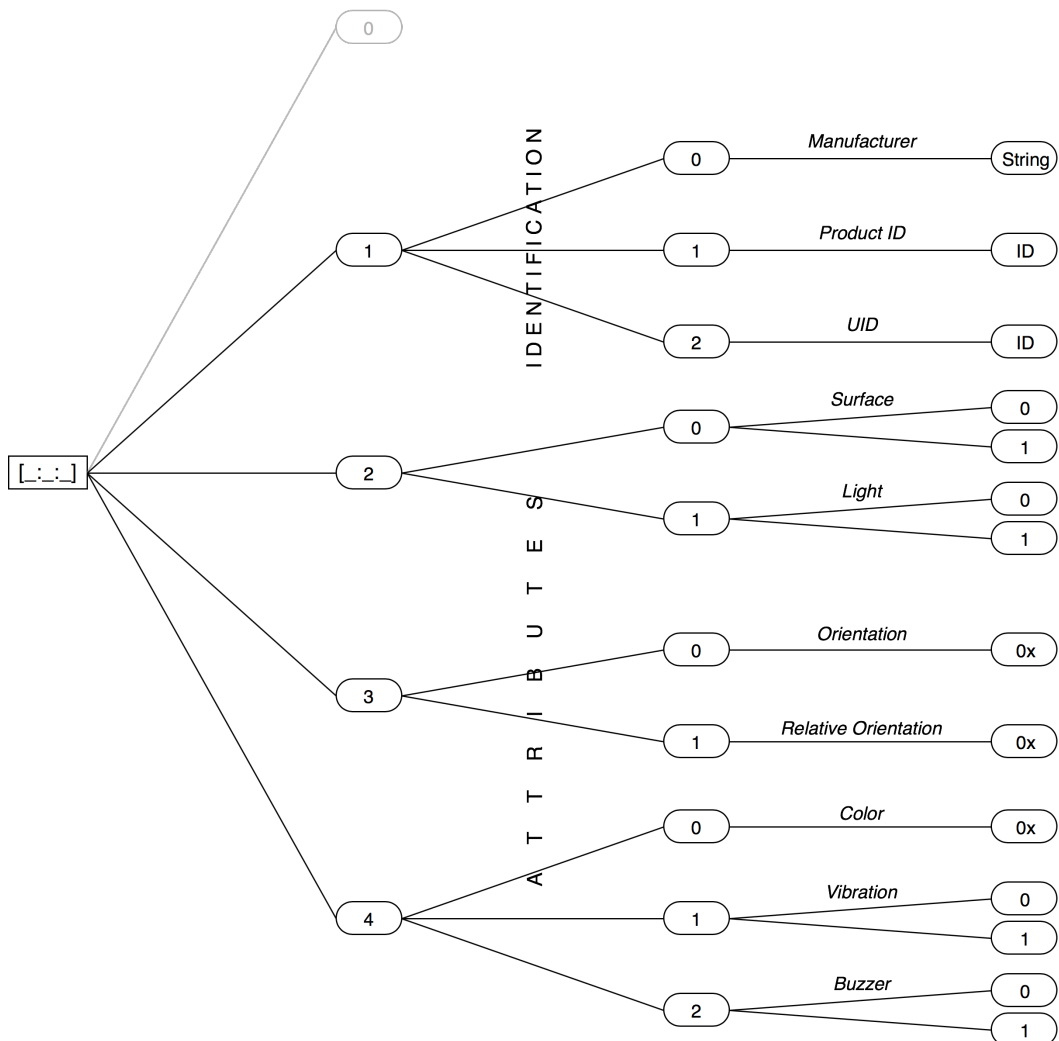 0
IDENTIFICATION
0
Manufacturer
String
1
1
Product ID
ID
2
UID
ID
[_:_:_]
2
0
Surface
0
1
1
Light
0
1
ATTRIBUTES
3
0
Orientation
0x
1
Relative Orientation
0x
4
0
Color
0x
1
Vibration
0
1
2
Buzzer
0
1